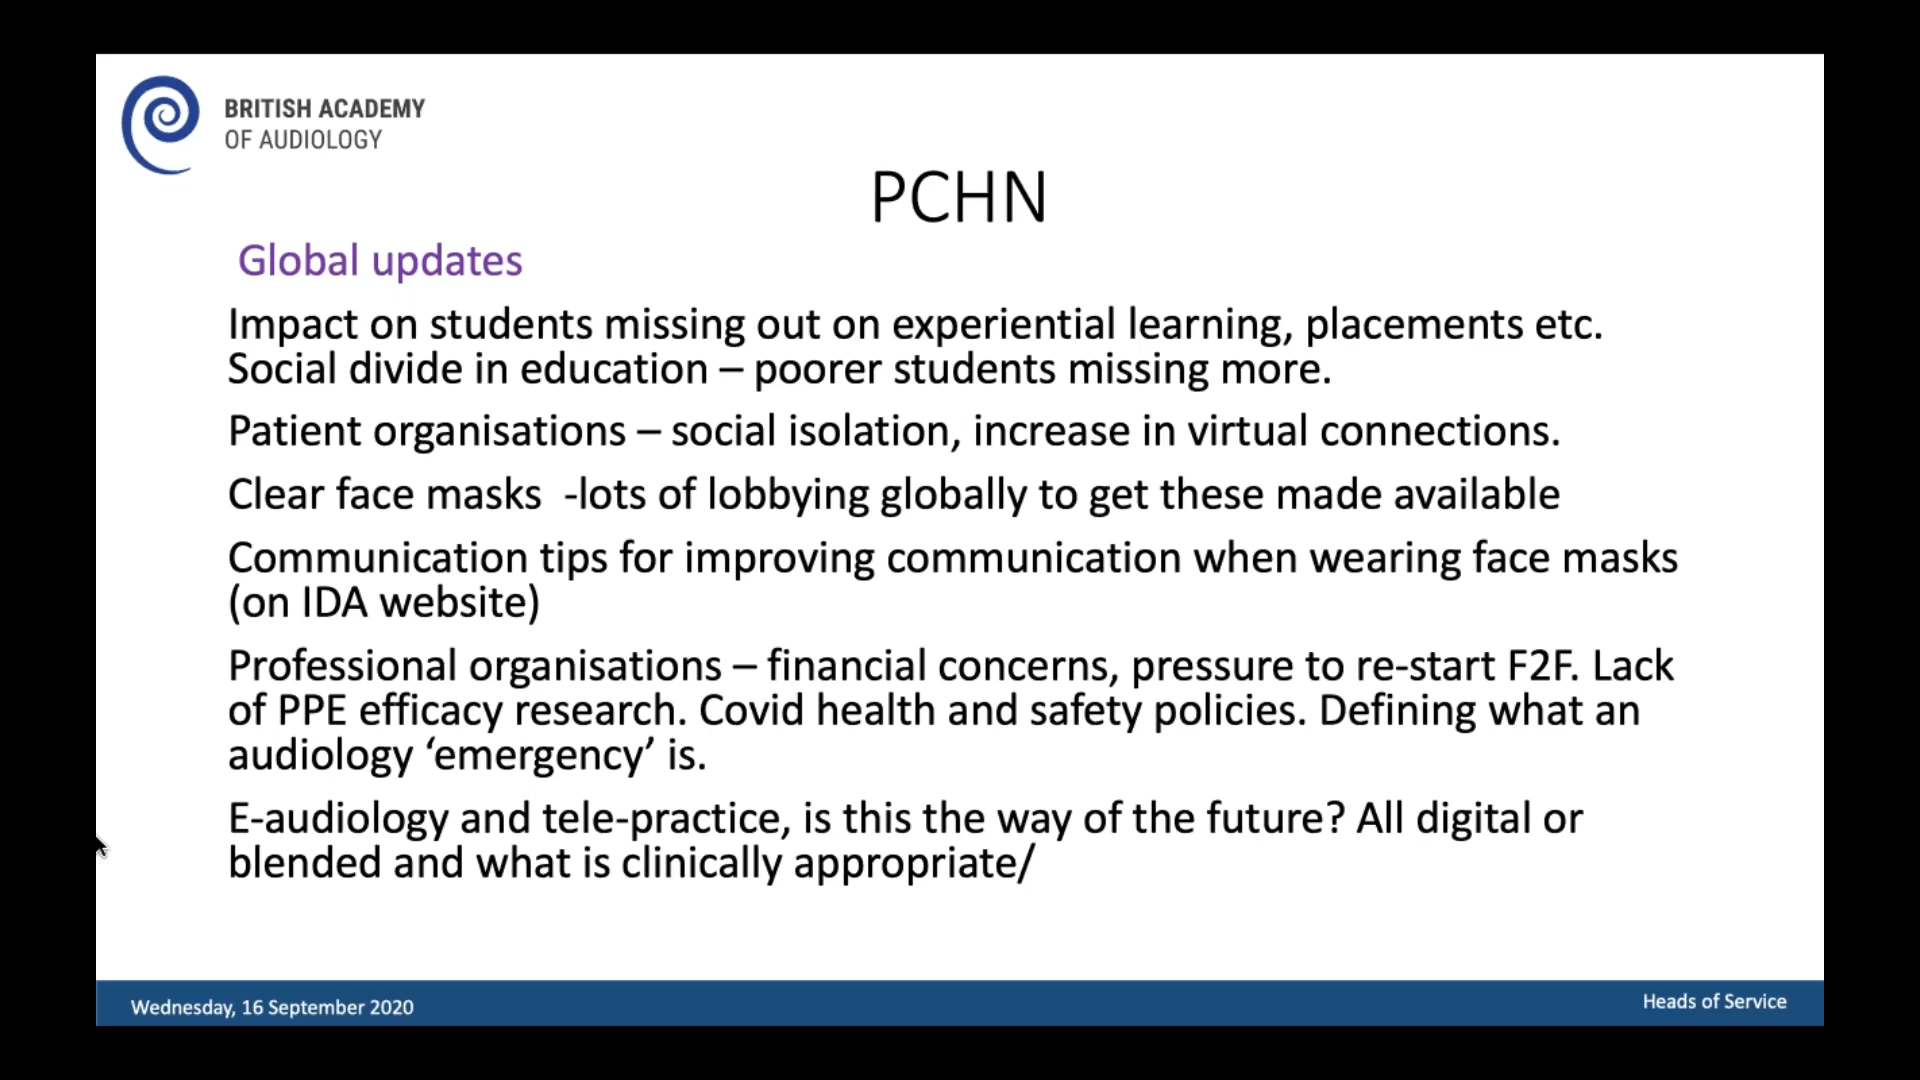 BRITISH ACADEMY
OF AUDIOLOGY
PCHN
Global updates
Impact on students missing out on experiential learning, placements etc.
Social divide in education – poorer students missing more.
Patient organisations – social isolation, increase in virtual connections.
Clear face masks  -lots of lobbying globally to get these made available
Communication tips for improving communication when wearing face masks
(on IDA website)
Professional organisations – financial concerns, pressure to re-start F2F. Lack
of PPE efficacy research. Covid health and safety policies. Defining what an
audiology ‘emergency’ is.
E-audiology and tele-practice, is this the way of the future? All digital or
blended and what is clinically appropriate/
Wednesday, 16 September 2020
Heads of Service